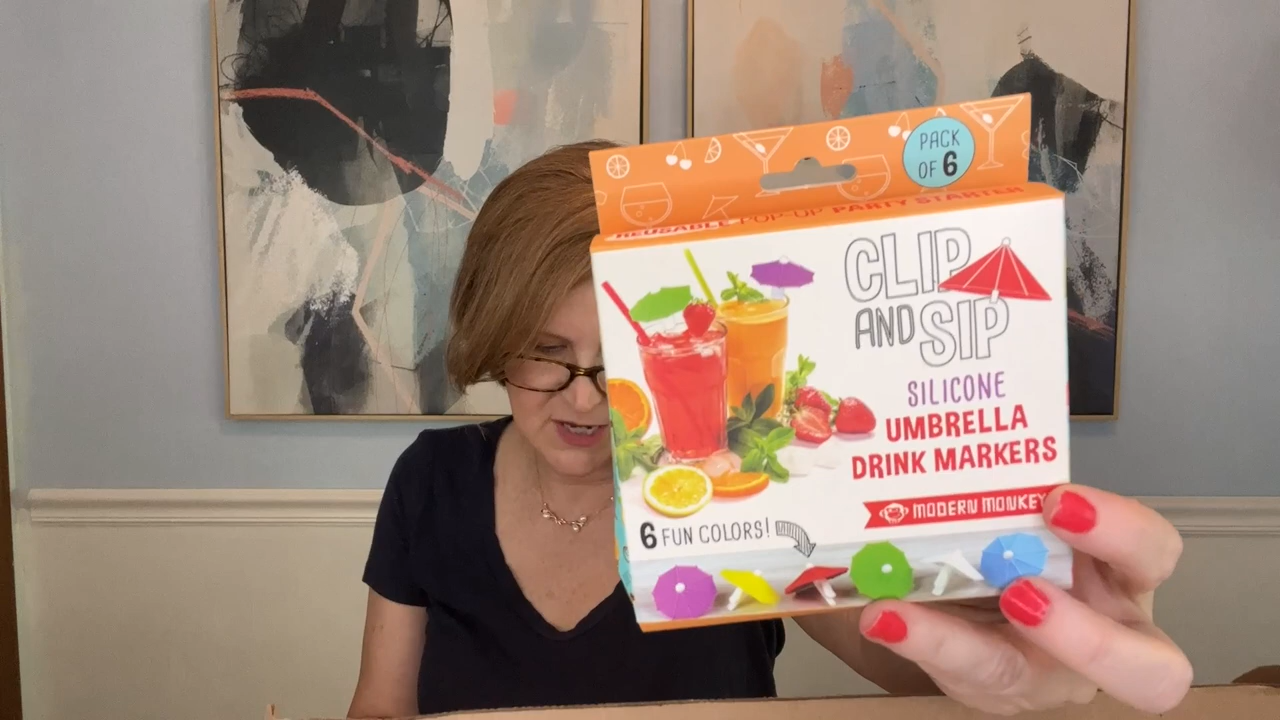 PACK
OF 6
REUSABLE POP-UP PARTY STARTER
CLIP
AND SIP
SILICONE
UMBRELLA
DRINK MARKERS
MODERN MONKEY
6 FUN COLORS!